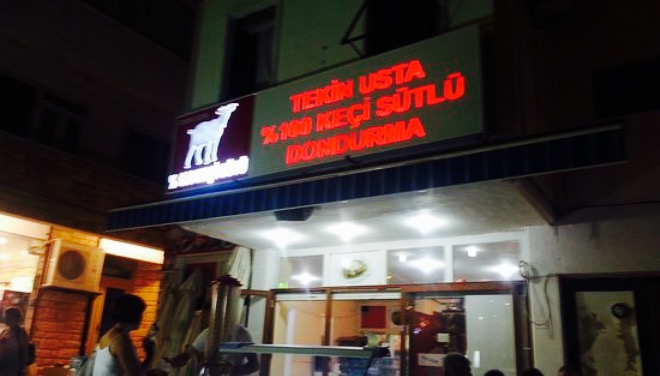 TEKİN USTA
%100 KEÇİ SÜTLÜ
DONDURMA